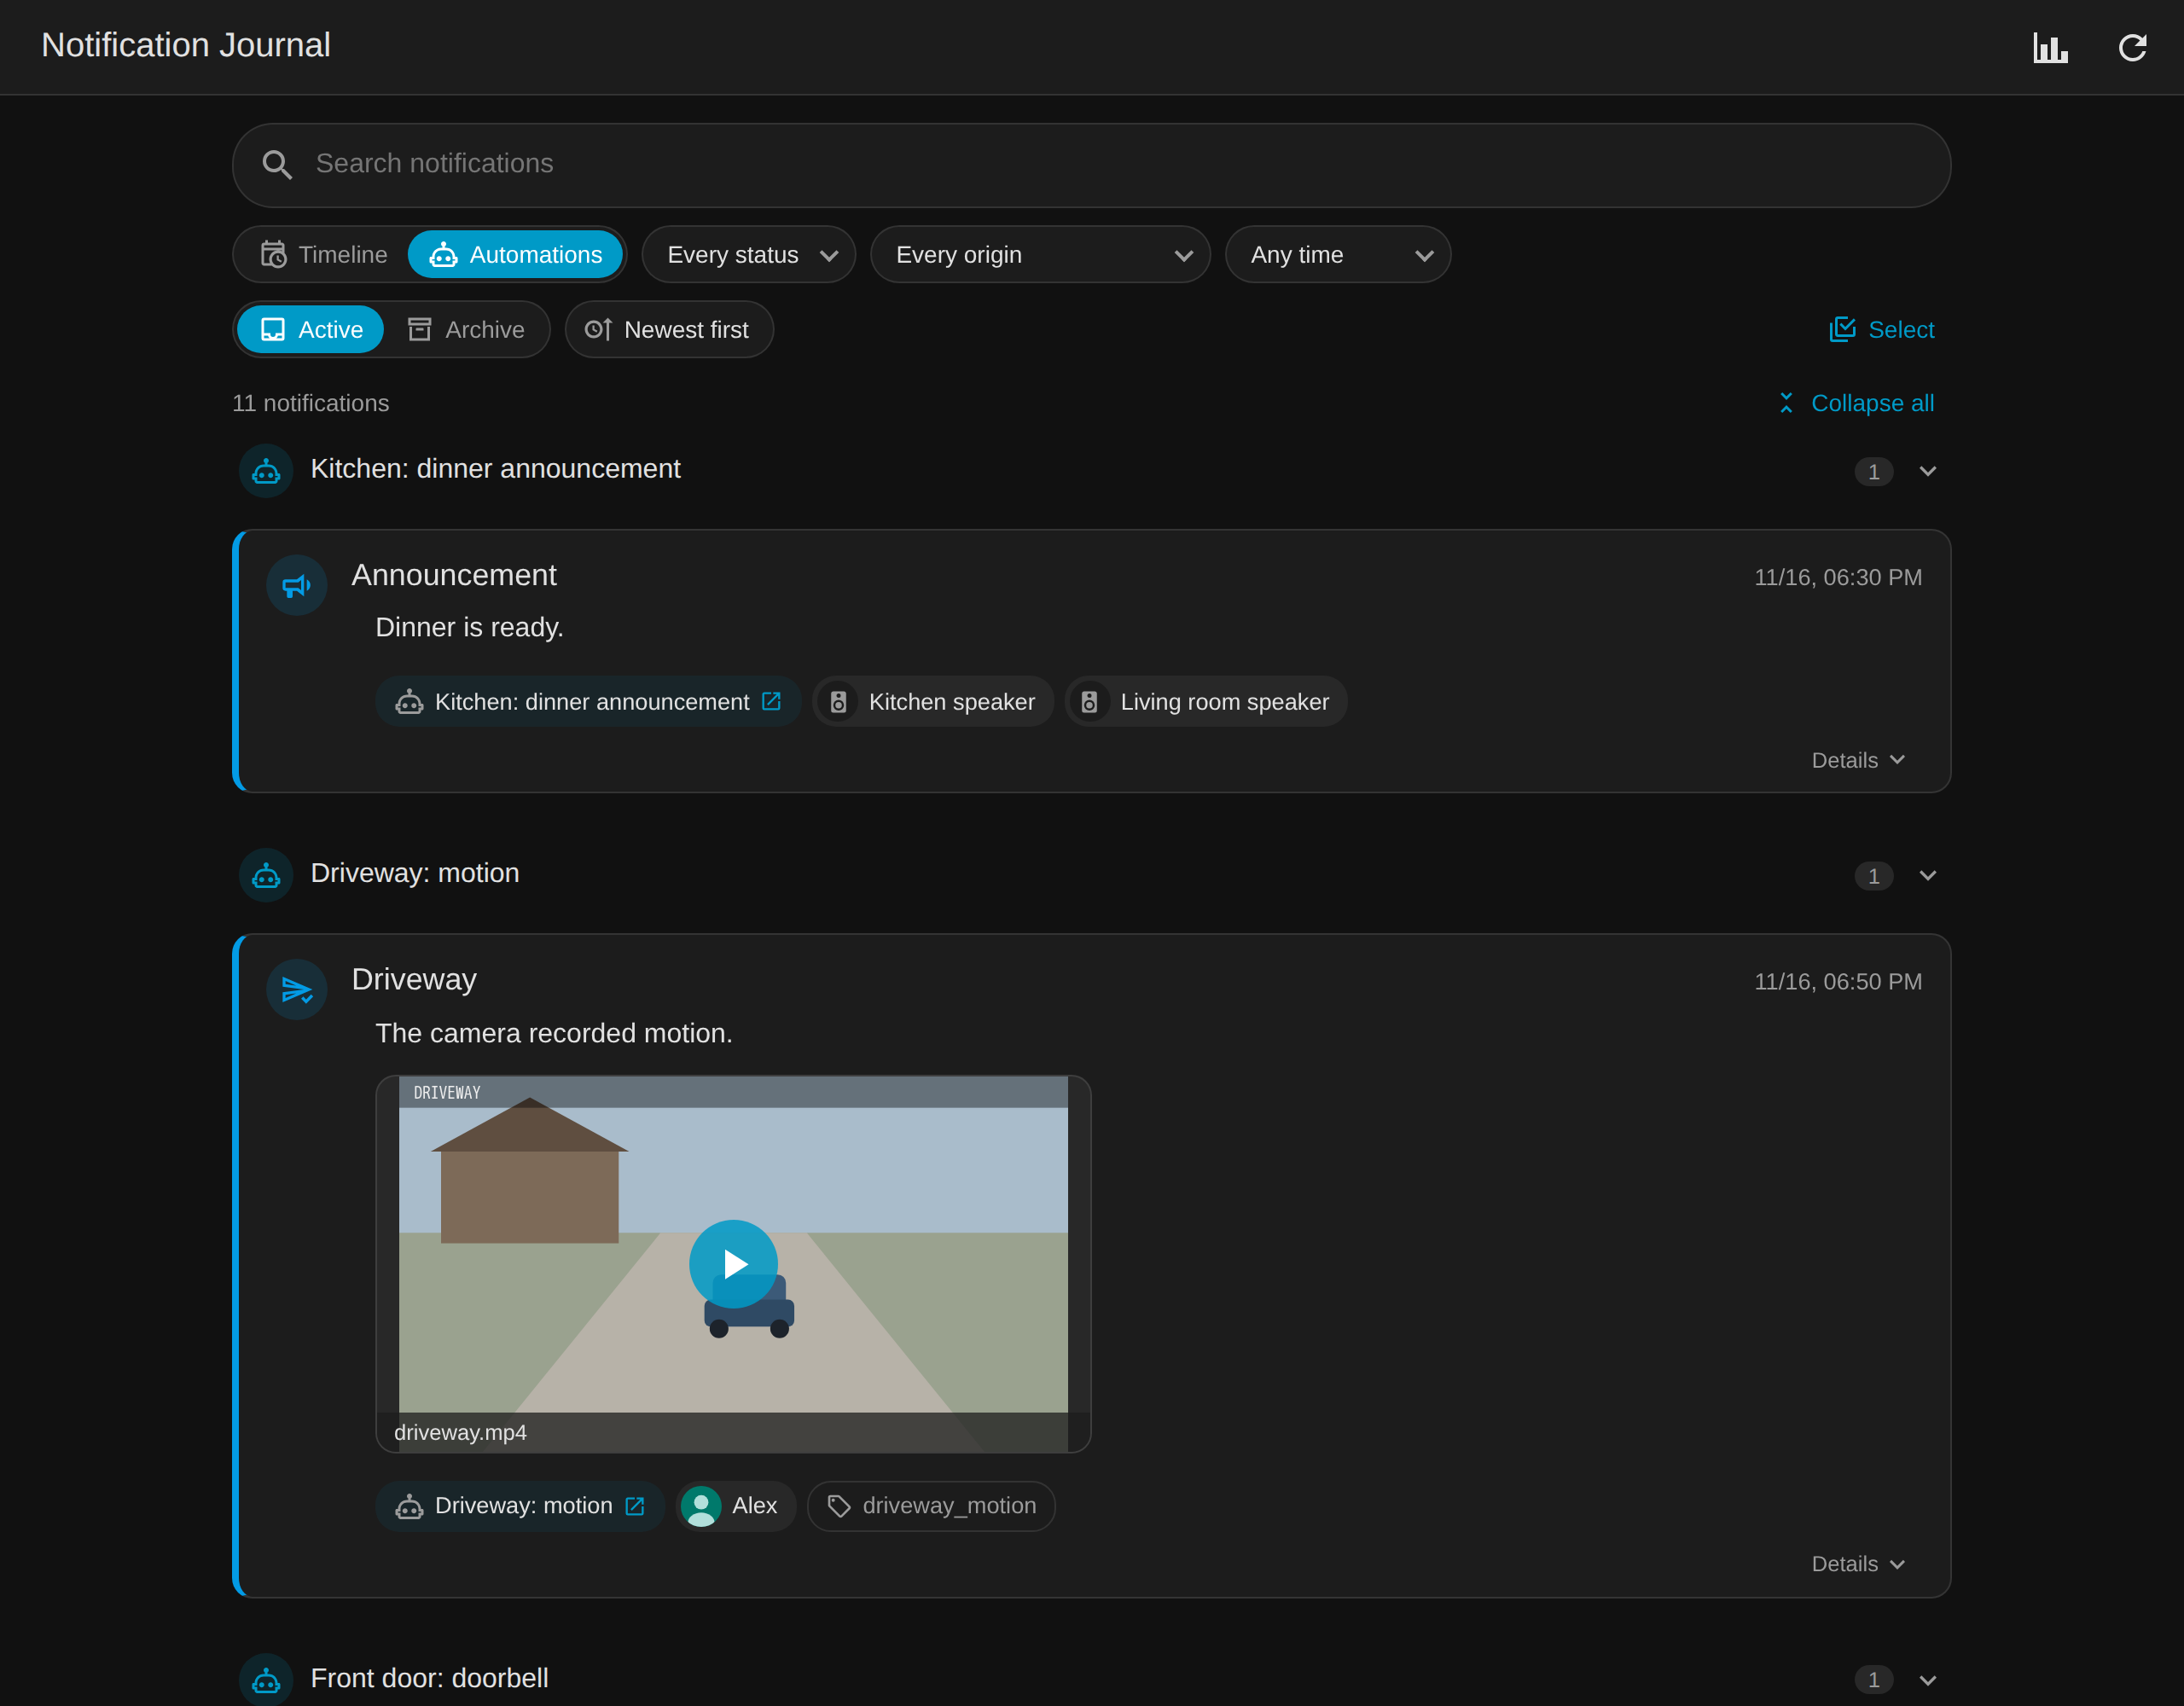 Notification Journal
Search notifications
Timeline Automations Every status Every origin Any time
Active Archive Newest first Select
11 notifications Collapse all
Kitchen: dinner announcement 1
Announcement 11/16, 06:30 PM
Dinner is ready.
Kitchen: dinner announcement Kitchen speaker Living room speaker
Details
Driveway: motion 1
Driveway 11/16, 06:50 PM
The camera recorded motion.
DRIVEWAY
driveway.mp4
Driveway: motion Alex driveway_motion
Details
Front door: doorbell 1